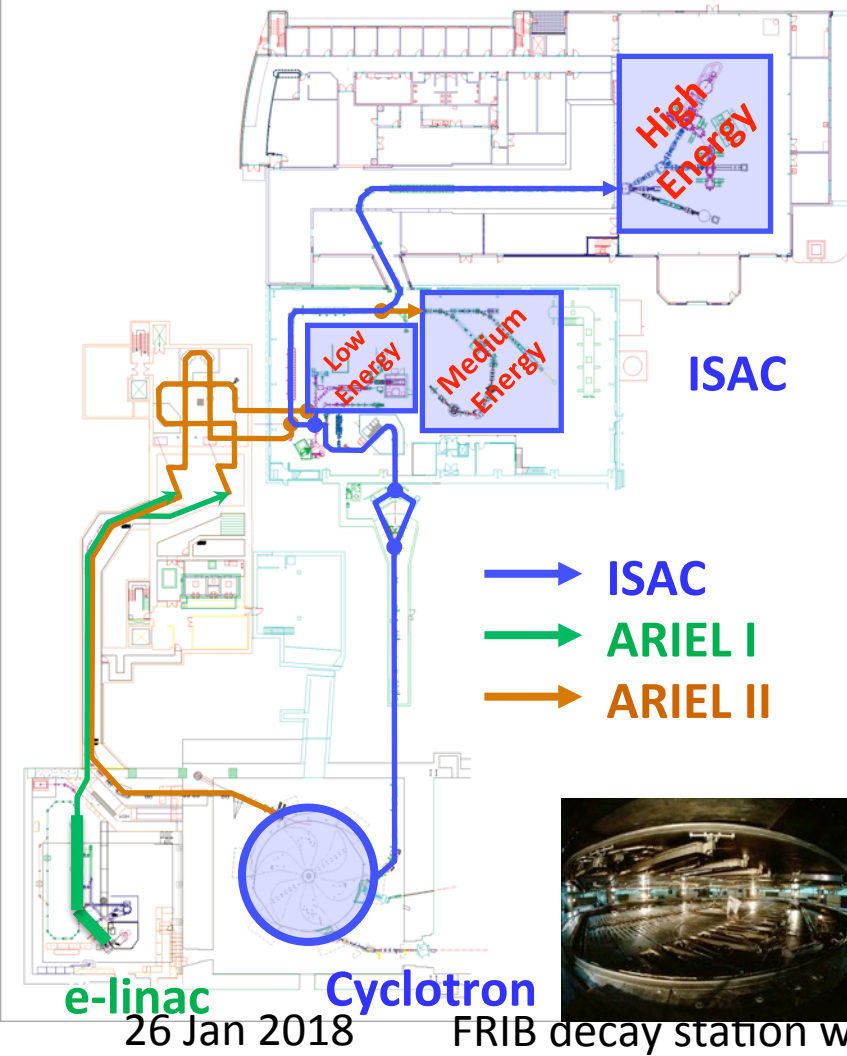 High
Energy
Low
Energy
Medium
Energy
ISAC
ISAC
ARIEL I
ARIEL II
e-linac
Cyclotron
26 Jan 2018
FRIB decay station w